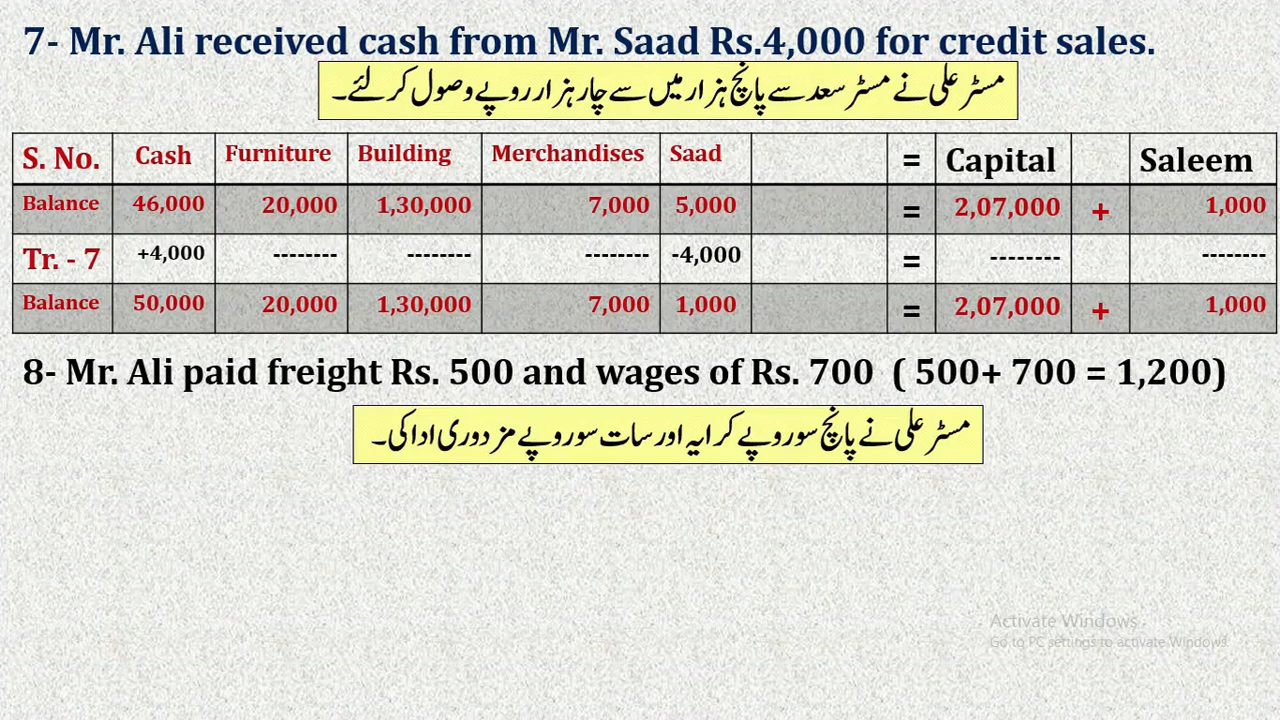 7- Mr. Ali received cash from Mr. Saad Rs.4,000 for credit sales.
مسٹر علی نے مسٹر سعد سے پانچ ہزار میں سے چار ہزار روپے وصول کر لئے۔
S. No. Cash Furniture Building Merchandises Saad = Capital Saleem
Balance 46,000 20,000 1,30,000 7,000 5,000 = 2,07,000 + 1,000
Tr. - 7 +4,000 -------- -------- -------- -4,000 = -------- --------
Balance 50,000 20,000 1,30,000 7,000 1,000 = 2,07,000 + 1,000
8- Mr. Ali paid freight Rs. 500 and wages of Rs. 700 ( 500+ 700 = 1,200)
مسٹر علی نے پانچ سو روپے کرایہ اور سات سو روپے مزدوری ادا کی۔
Activate Windows
Go to PC settings to activate Windows.